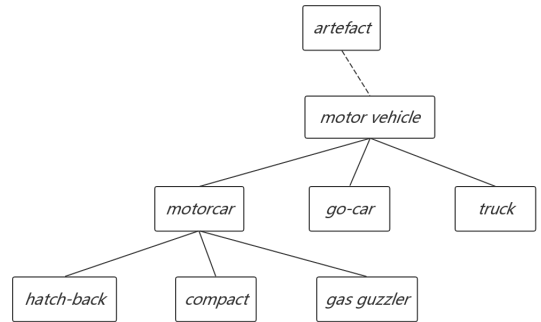 artefact
motor vehicle
motorcar
go-car
truck
hatch-back
compact
gas guzzler